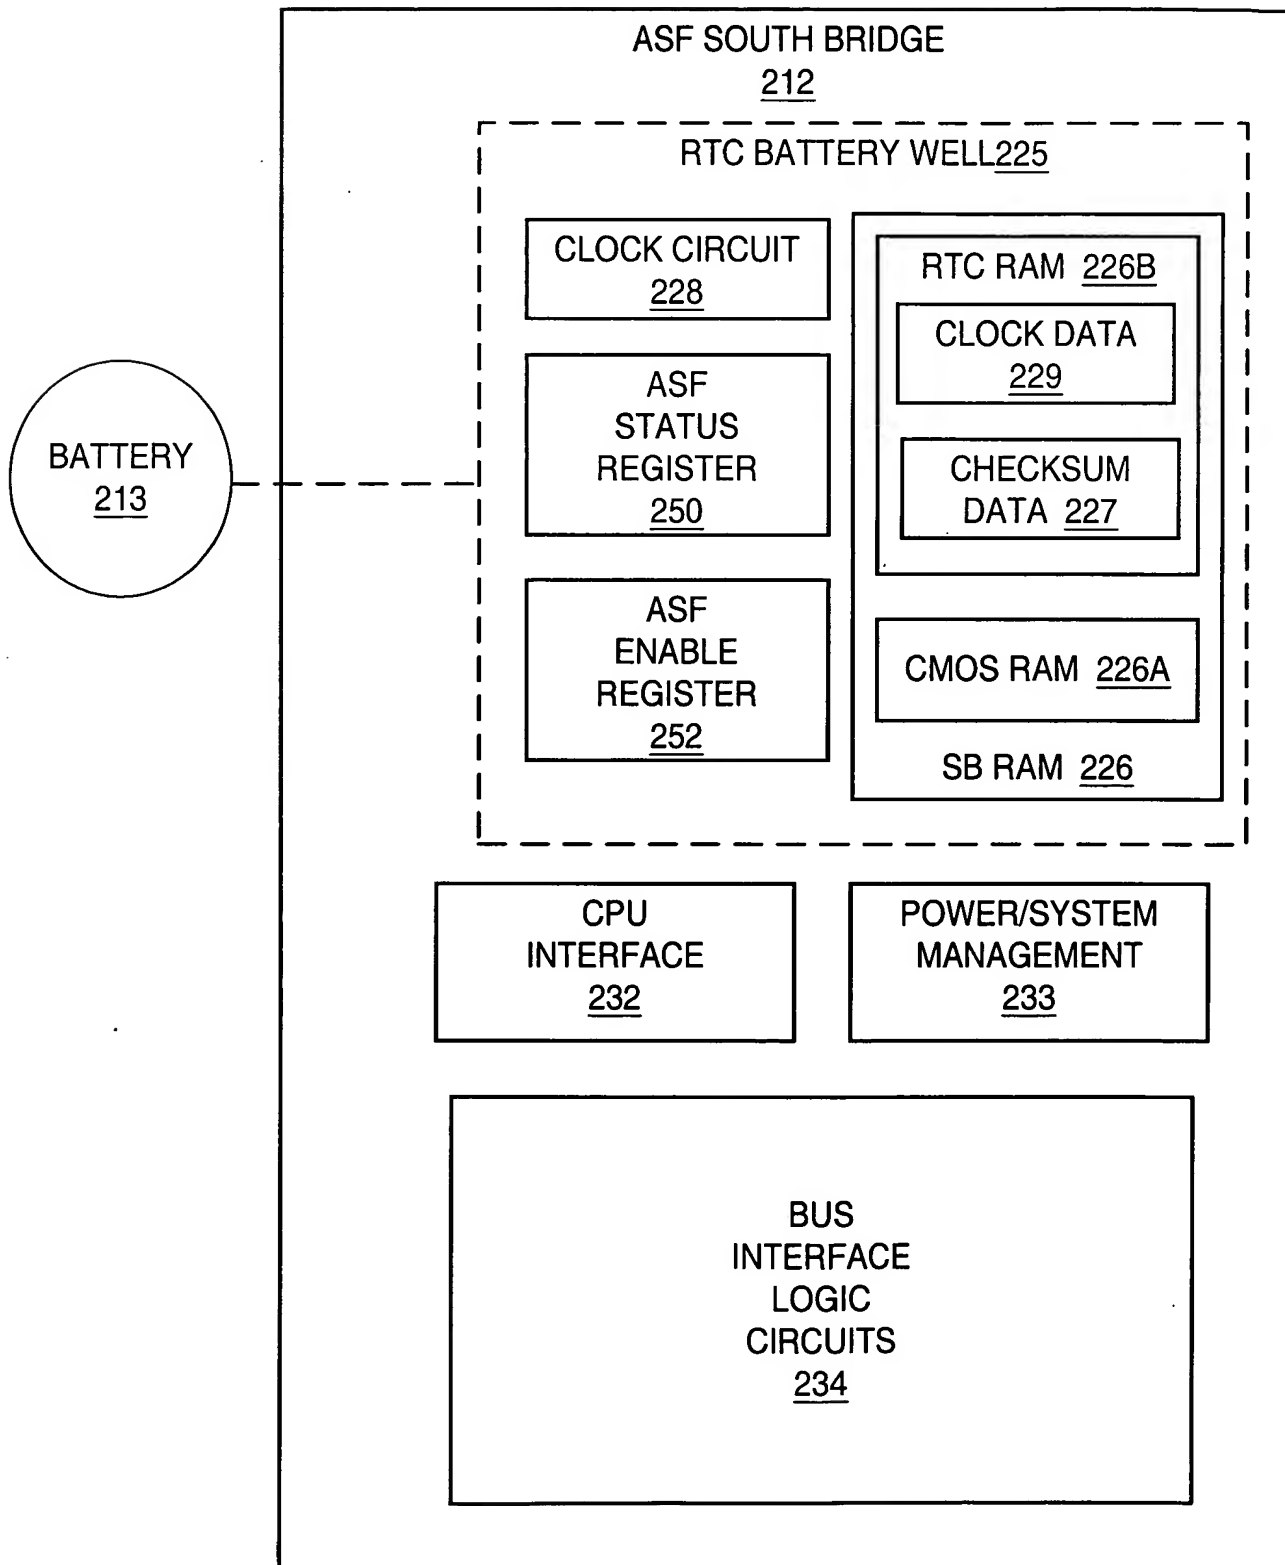 ASF SOUTH BRIDGE
212
RTC BATTERY WELL225
CLOCK CIRCUIT
228
ASF
STATUS
REGISTER
250
ASF
ENABLE
REGISTER
252
RTC RAM 226B
CLOCK DATA
229
CHECKSUM
DATA 227
CMOS RAM 226A
SB RAM 226
BATTERY
213
CPU
INTERFACE
232
POWER/SYSTEM
MANAGEMENT
233
BUS
INTERFACE
LOGIC
CIRCUITS
234